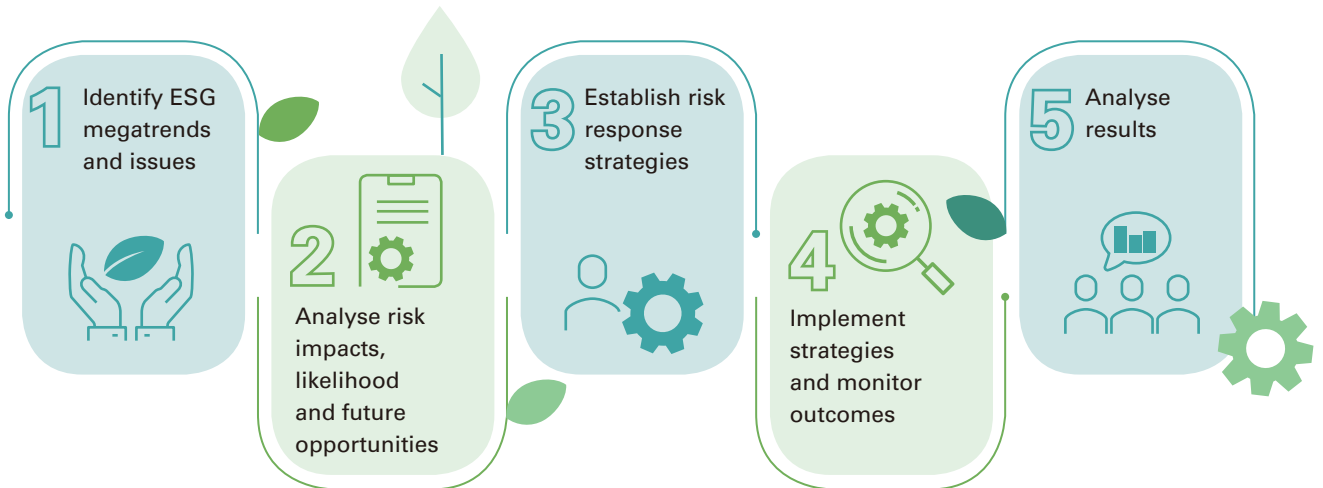 1
Identify ESG
megatrends
and issues
2
Analyse risk
impacts,
likelihood
and future
opportunities
3
Establish risk
response
strategies
4
Implement
strategies
and monitor
outcomes
5
Analyse
results